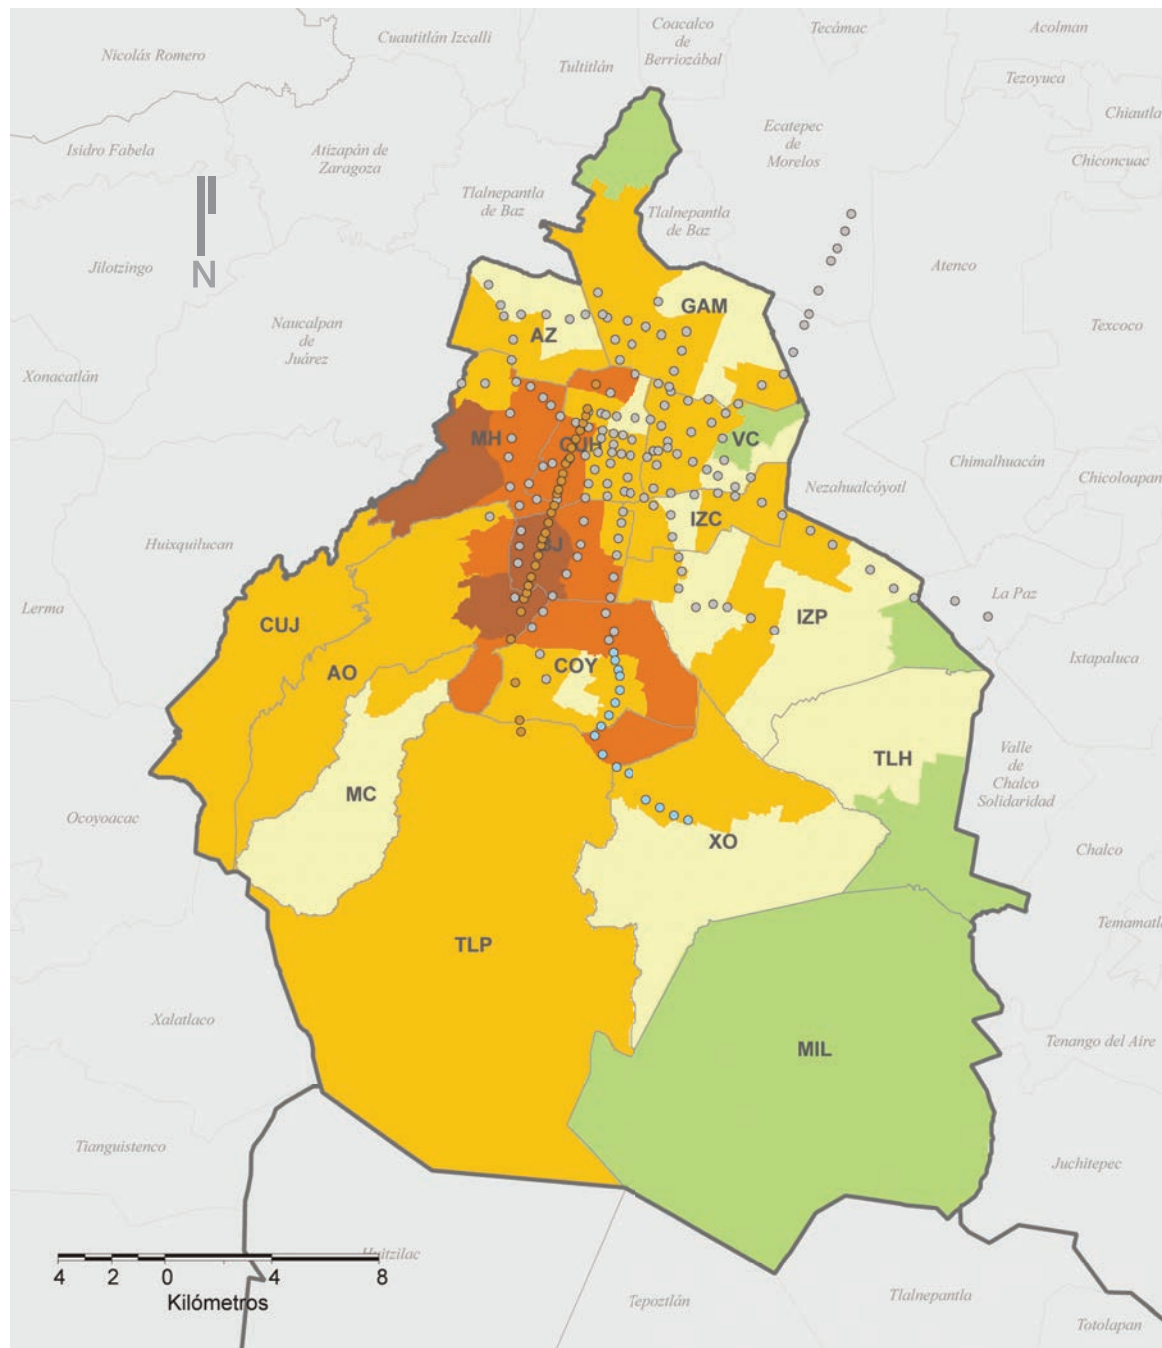 Coacalco
de
Berriozábal
Tecámac
Acolman
Cuautitlán Izcalli
Nicolás Romero
Tultitlán
Tezoyuca
Chiautla
Ecatepec
de
Morelos
Isidro Fabela
Atizapán de
Zaragoza
Chiconcuac
Tlalnepantla
de Baz
Tlalnepantla
de Baz
N
Jilotzingo
Atenco
GAM
Naucalpan
de
Juárez
AZ
Texcoco
Xonacatlán
MH
CUH
VC
Chimalhuacán
Chicoloapan
Nezahualcóyotl
IZC
Huixquilucan
BJ
Lerma
La Paz
CUJ
IZP
Ixtapaluca
AO
COY
TLH
Valle
de
Chalco
Solidaridad
MC
Ocoyoacac
XO
Chalco
TLP
Temamatla
Xalatlaco
MIL
Tenango del Aire
Tianguistenco
Juchitepec
Huitzilac
4 2 0 4 8
Kilómetros
Tepoztlán
Tlalnepantla
Totolapan